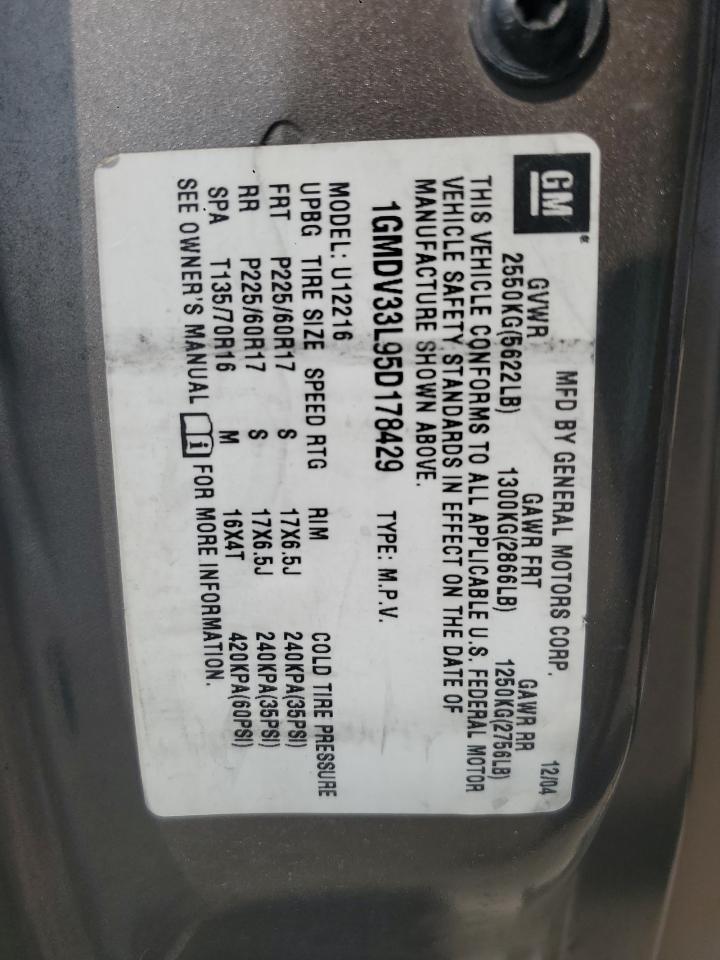 GM
MFD BY GENERAL MOTORS CORP. 12/04
GVWR GAWR FRT GAWR RR
2550KG(5622LB) 1300KG(2866LB) 1250KG(2756LB)
THIS VEHICLE CONFORMS TO ALL APPLICABLE U.S. FEDERAL MOTOR
VEHICLE SAFETY STANDARDS IN EFFECT ON THE DATE OF
MANUFACTURE SHOWN ABOVE.
1GMDV33L95D178429 TYPE: M.P.V.
MODEL: U12216
UPBG TIRE SIZE SPEED RTG RIM COLD TIRE PRESSURE
FRT P225/60R17 S 17X6.5J 240KPA(35PSI)
RR P225/60R17 S 17X6.5J 240KPA(35PSI)
SPA T135/70R16 M 16X4T 420KPA(60PSI)
SEE OWNER'S MANUAL i FOR MORE INFORMATION.